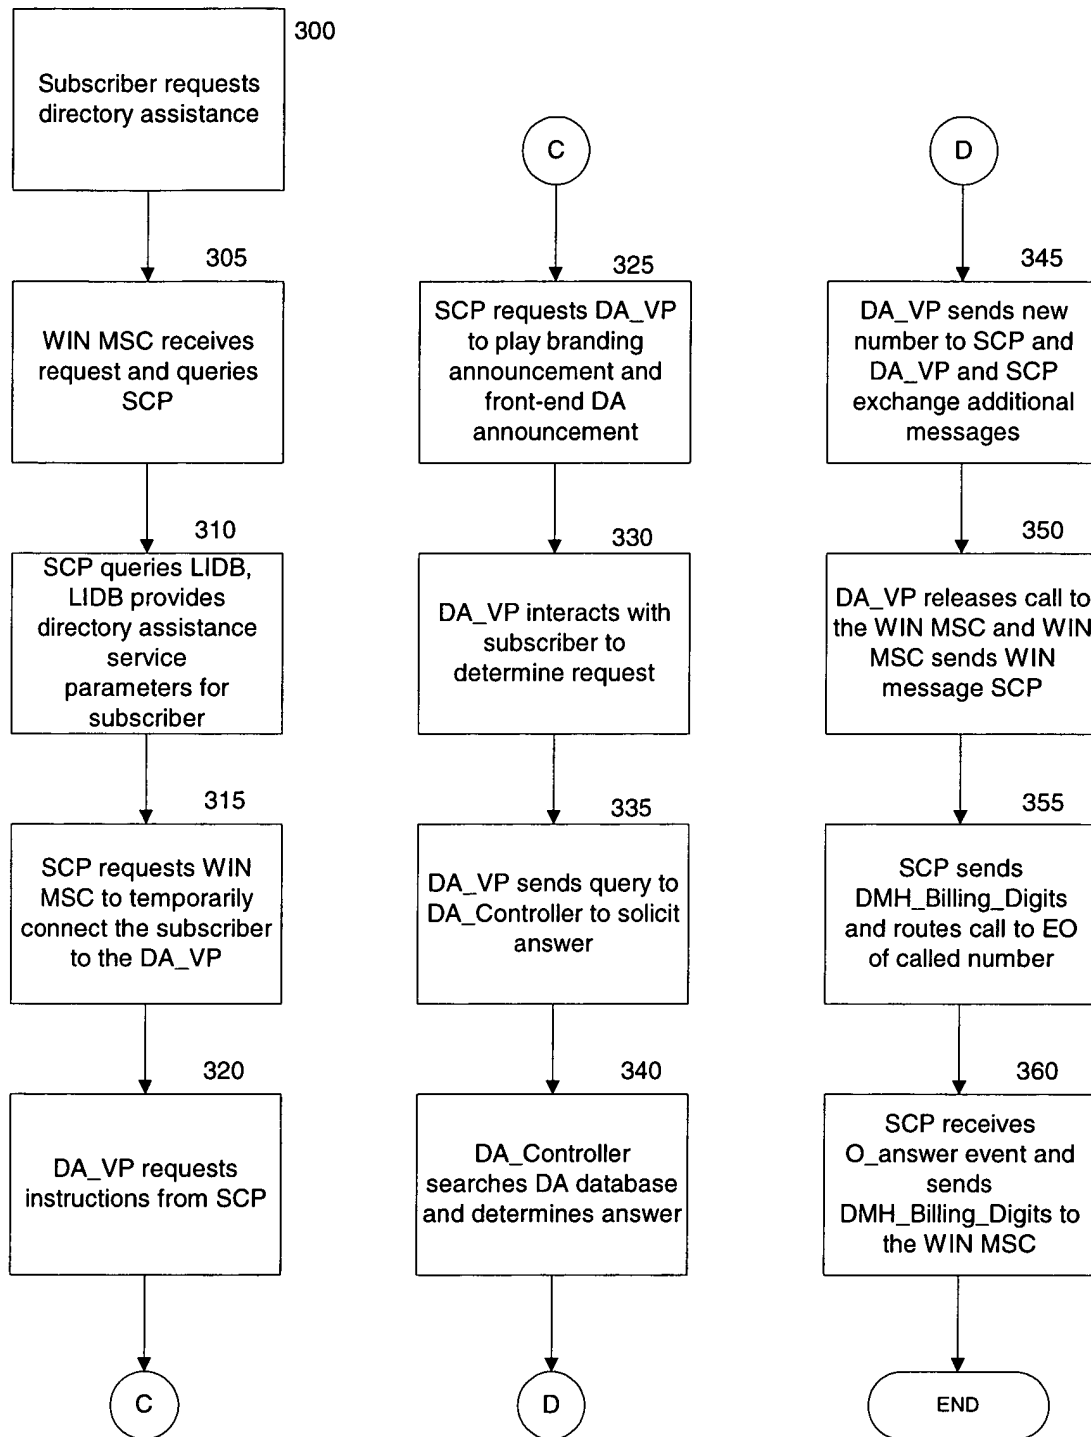 300
Subscriber requests
directory assistance
305
WIN MSC receives
request and queries
SCP
310
SCP queries LIDB,
LIDB provides
directory assistance
service
parameters for
subscriber
315
SCP requests WIN
MSC to temporarily
connect the subscriber
to the DA_VP
320
DA_VP requests
instructions from SCP
C
C
325
SCP requests DA_VP
to play branding
announcement and
front-end DA
announcement
330
DA_VP interacts with
subscriber to
determine request
335
DA_VP sends query to
DA_Controller to solicit
answer
340
DA_Controller
searches DA database
and determines answer
D
D
345
DA_VP sends new
number to SCP and
DA_VP and SCP
exchange additional
messages
350
DA_VP releases call to
the WIN MSC and WIN
MSC sends WIN
message SCP
355
SCP sends
DMH_Billing_Digits
and routes call to EO
of called number
360
SCP receives
O_answer event and
sends
DMH_Billing_Digits to
the WIN MSC
END